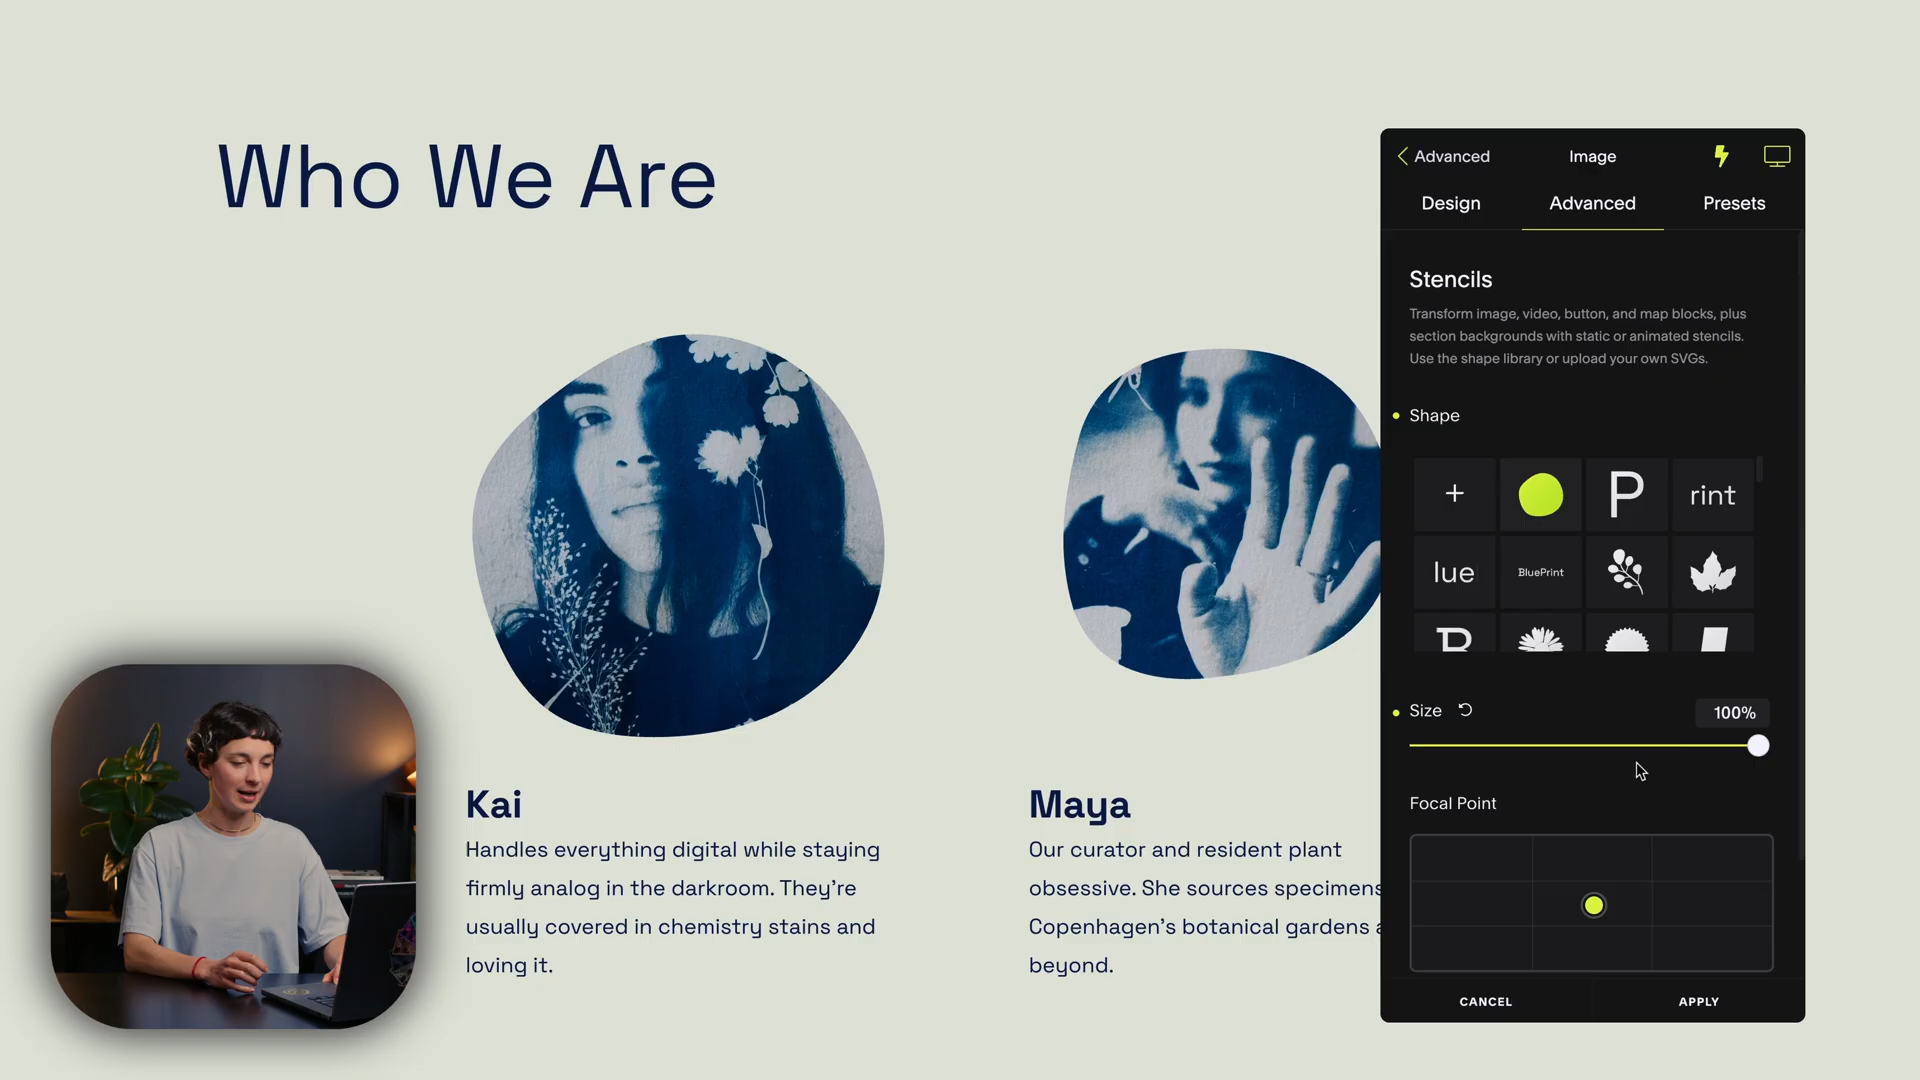 Who We Are
Kai
Handles everything digital while staying
firmly analog in the darkroom. They're
usually covered in chemistry stains and
loving it.
Maya
Our curator and resident plant
obsessive. She sources specimens
Copenhagen's botanical gardens
beyond.
Advanced
Image
Design
Advanced
Presets
Stencils
Transform image, video, button, and map blocks, plus
section backgrounds with static or animated stencils.
Use the shape library or upload your own SVGs.
Shape
P
rint
lue
BluePrint
Size
100%
Focal Point
CANCEL
APPLY